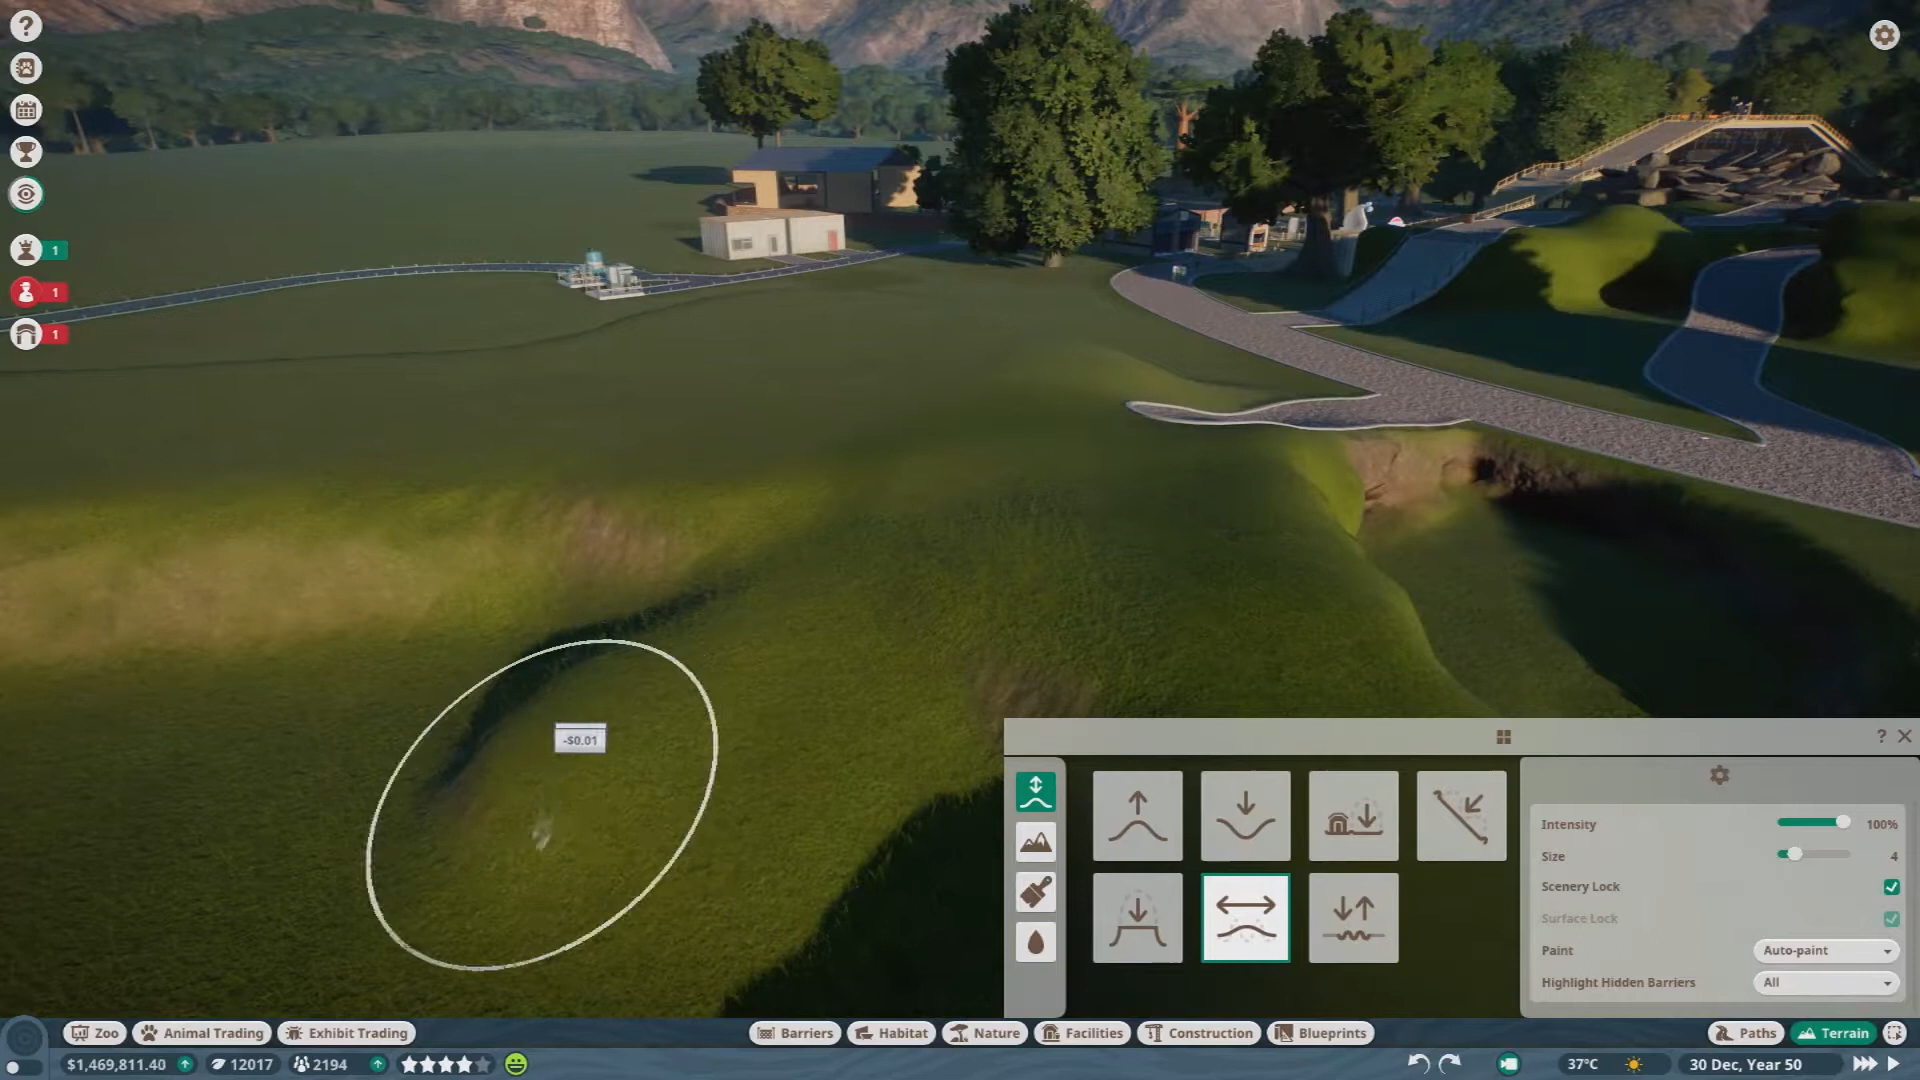 ?
1
1
1
-$0.01
?
Intensity 100%
Size 4
Scenery Lock
Surface Lock
Paint Auto-paint
Highlight Hidden Barriers All
Zoo Animal Trading Exhibit Trading Barriers Habitat Nature Facilities Construction Blueprints Paths Terrain
$1,469,811.40 12017 2194 37°C 30 Dec, Year 50